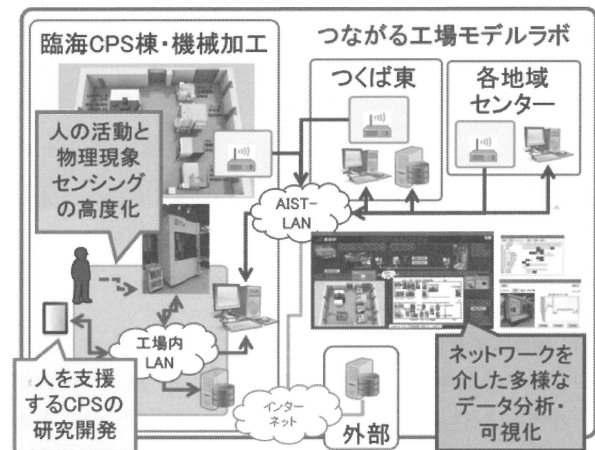 臨海CPS棟・機械加工
つながる工場モデルラボ
つくば東
各地域
センター
人の活動と
物理現象
センシング
の高度化
AIST-
LAN
工場内
LAN
人を支援
するCPSの
研究開発
インター
ネット
外部
ネットワークを
介した多様な
データ分析・
可視化